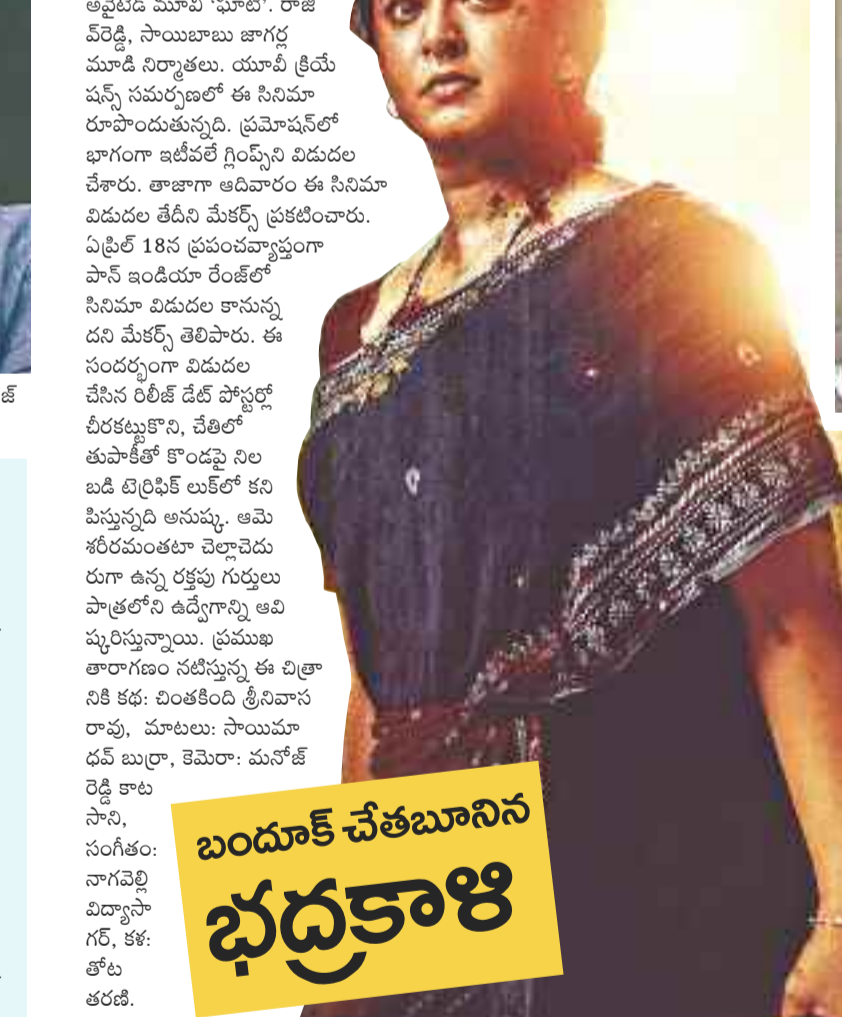 అవైటెడ్ మూవీ ‘ఘాటి’. రాజీ
వ్‌రెడ్డి, సాయిబాబు జాగర్ల
మూడి నిర్మాతలు. యూవీ క్రియే
షన్స్ సమర్పణలో ఈ సినిమా
రూపొందుతున్నది. ప్రమోషన్‌లో
భాగంగా ఇటీవలే గ్లింప్స్‌ని విడుదల
చేశారు. తాజాగా ఆదివారం ఈ సినిమా
విడుదల తేదీని మేకర్స్ ప్రకటించారు.
ఏప్రిల్ 18న ప్రపంచవ్యాప్తంగా
పాన్ ఇండియా రేంజ్‌లో
సినిమా విడుదల కానున్న
దని మేకర్స్ తెలిపారు. ఈ
సందర్భంగా విడుదల
చేసిన రిలీజ్ డేట్ పోస్టర్లో
చీరకట్టుకొని, చేతిలో
తుపాకీతో కొండపై నిల
బడి టెర్రిఫిక్ లుక్‌లో కని
పిస్తున్నది అనుష్క. ఆమె
శరీరమంతటా చెల్లాచెదు
రుగా ఉన్న రక్తపు గుర్తులు
పాత్రలోని ఉద్వేగాన్ని ఆవి
ష్కరిస్తున్నాయి. ప్రముఖ
తారాగణం నటిస్తున్న ఈ చిత్రా
నికి కథ: చింతకింది శ్రీనివాస
రావు, మాటలు: సాయిమా
ధవ్ బుర్రా, కెమెరా: మనోజ్
రెడ్డి కాట
సాని,
సంగీతం:
నాగవెల్లి
విద్యాసా
గర్, కళ:
తోట
తరణి.
బందూక్ చేతబూనిన
భద్రకాళి